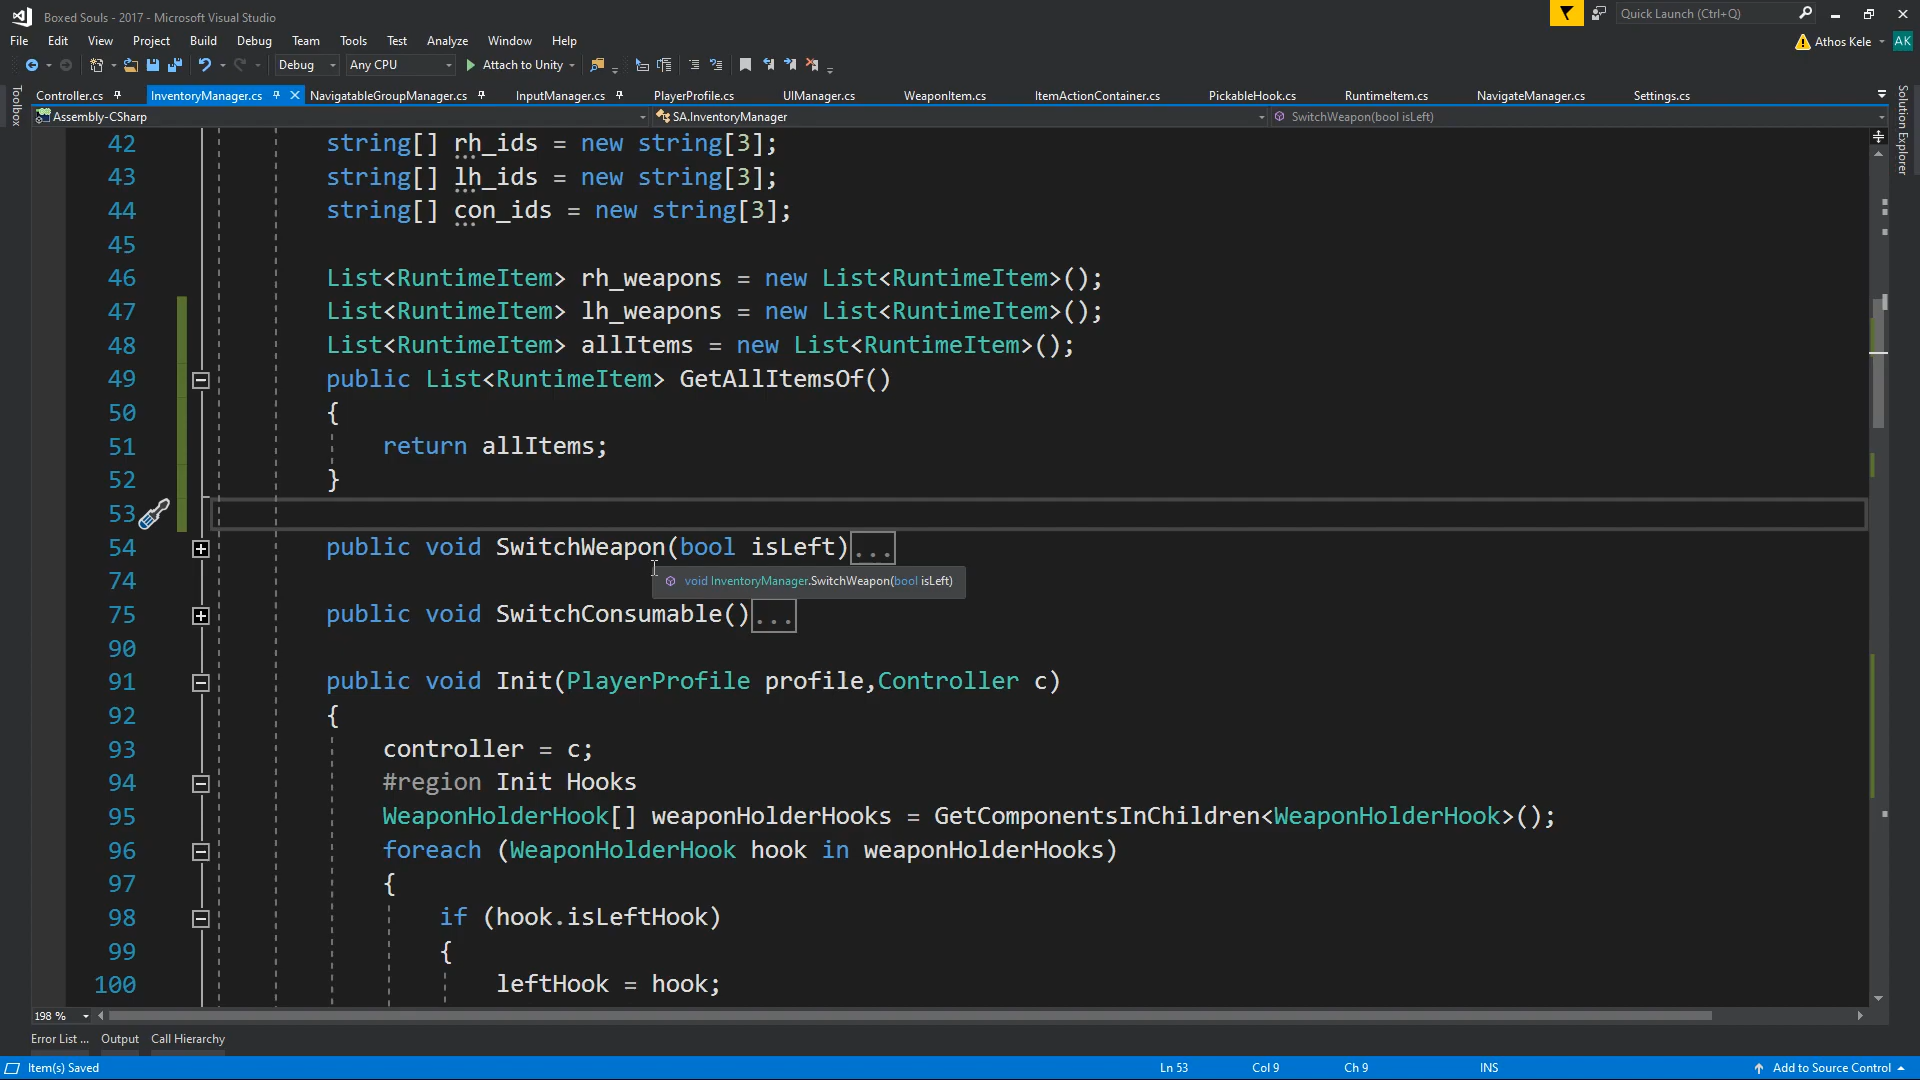 Boxed Souls - 2017 - Microsoft Visual Studio
Quick Launch (Ctrl+Q)
File Edit View Project Build Debug Team Tools Test Analyze Window Help
Athos Kele AK
Debug Any CPU Attach to Unity
Toolbox
Solution Explorer
Controller.cs InventoryManager.cs NavigatableGroupManager.cs InputManager.cs PlayerProfile.cs UIManager.cs WeaponItem.cs ItemActionContainer.cs PickableHook.cs RuntimeItem.cs NavigateManager.cs Settings.cs
Assembly-CSharp SA.InventoryManager SwitchWeapon(bool isLeft)
42 string[] rh_ids = new string[3];
43 string[] lh_ids = new string[3];
44 string[] con_ids = new string[3];
45
46 List<RuntimeItem> rh_weapons = new List<RuntimeItem>();
47 List<RuntimeItem> lh_weapons = new List<RuntimeItem>();
48 List<RuntimeItem> allItems = new List<RuntimeItem>();
49 public List<RuntimeItem> GetAllItemsOf()
50 {
51 return allItems;
52 }
53
54 public void SwitchWeapon(bool isLeft)...
void InventoryManager.SwitchWeapon(bool isLeft)
74
75 public void SwitchConsumable()...
90
91 public void Init(PlayerProfile profile,Controller c)
92 {
93 controller = c;
94 #region Init Hooks
95 WeaponHolderHook[] weaponHolderHooks = GetComponentsInChildren<WeaponHolderHook>();
96 foreach (WeaponHolderHook hook in weaponHolderHooks)
97 {
98 if (hook.isLeftHook)
99 {
100 leftHook = hook;
198 %
Error List ... Output Call Hierarchy
Item(s) Saved Ln 53 Col 9 Ch 9 INS Add to Source Control